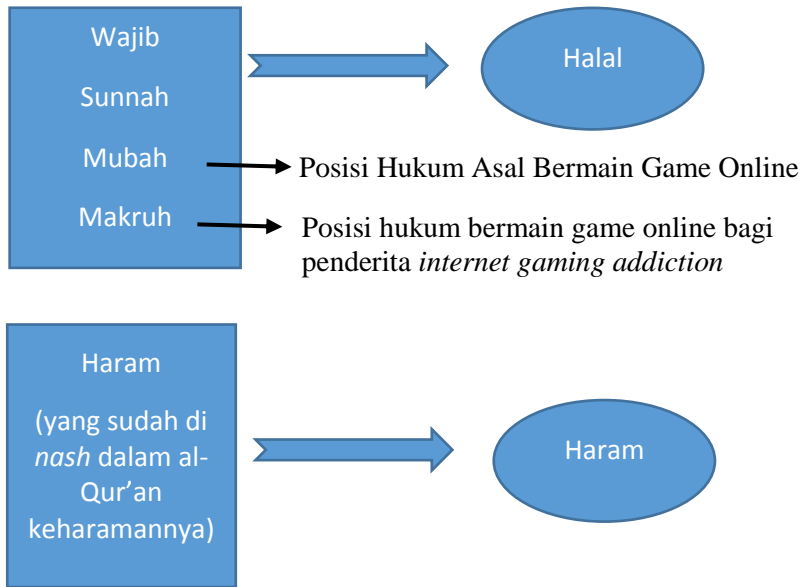 Wajib
Sunnah
Mubah
Makruh
Halal
Posisi Hukum Asal Bermain Game Online
Posisi hukum bermain game online bagi
penderita internet gaming addiction
Haram
(yang sudah di
nash dalam al-
Qur’an
keharamannya)
Haram